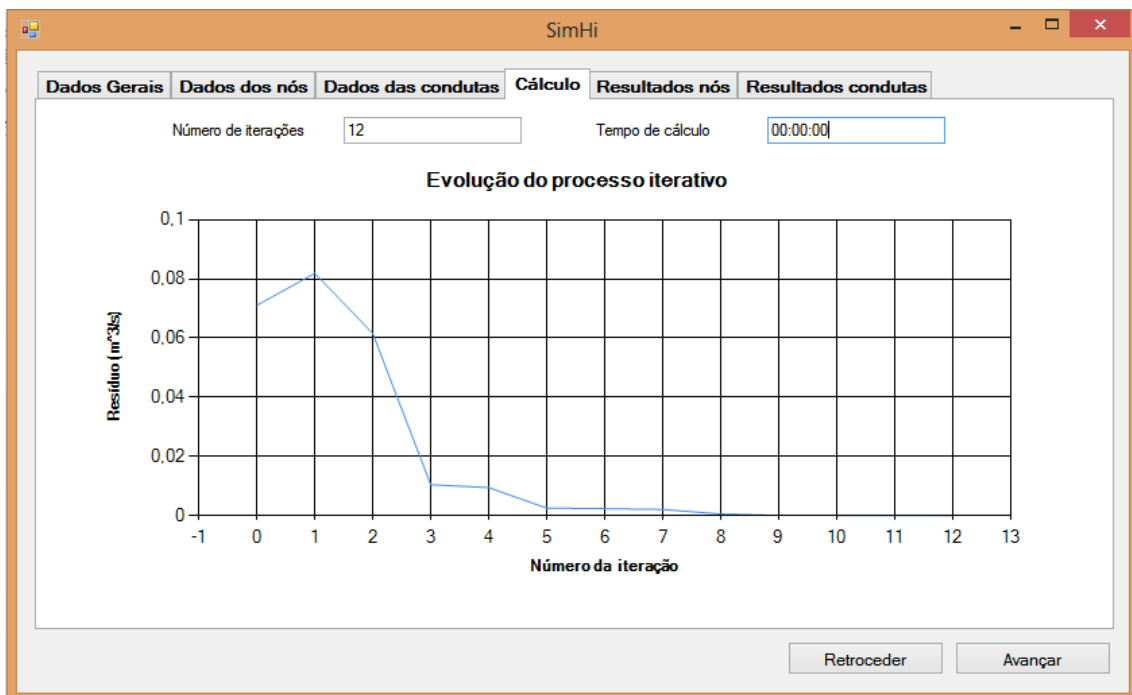 SimHi
Dados Gerais Dados dos nós Dados das condutas Cálculo Resultados nós Resultados condutas
Número de iterações 12 Tempo de cálculo 00:00:00
Evolução do processo iterativo
0,1
0,08
0,06
0,04
0,02
0
Resíduo (m^3/s)
-1 0 1 2 3 4 5 6 7 8 9 10 11 12 13
Número da iteração
Retroceder Avançar